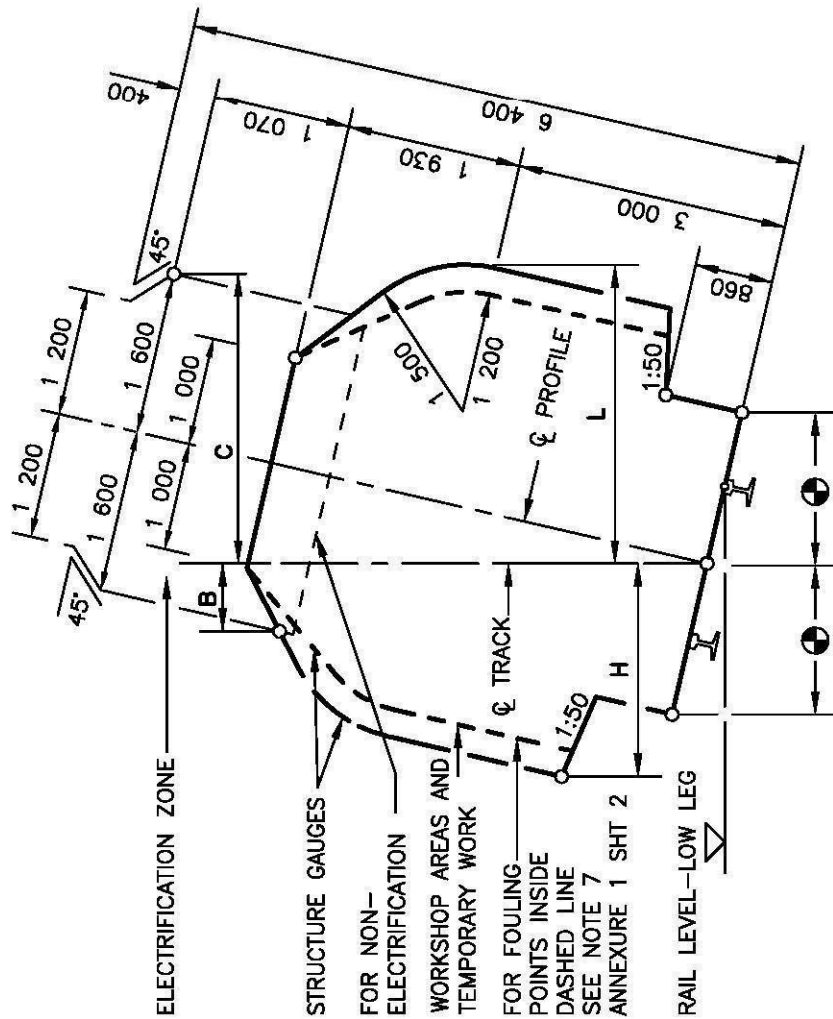 ELECTRIFICATION ZONE
STRUCTURE GAUGES
FOR NON-
ELECTRIFICATION
WORKSHOP AREAS AND
TEMPORARY WORK
FOR FOULING
POINTS INSIDE
DASHED LINE
SEE NOTE 7
ANNEXURE 1 SHT 2
RAIL LEVEL-LOW LEG
45°
1 200
1 200
1 600
1 600
1 000
1 000
45°
400
B
C
1 070
1 930
6 400
3 000
860
1 500
1 200
℄ PROFILE
℄ TRACK
H
L
1:50
1:50